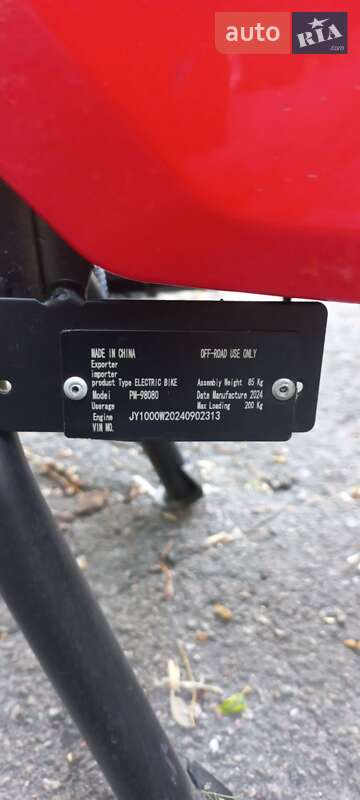 auto RIA .com
MADE IN CHINA OFF-ROAD USE ONLY
Exporter
importer
product Type ELECTRIC BIKE Assembly Weight 85 Kg
Model PM-98080 Date Manufacture 2024
Userage Max Loading 200 Kg
Engine JY1000W20240902313
VIN NO.